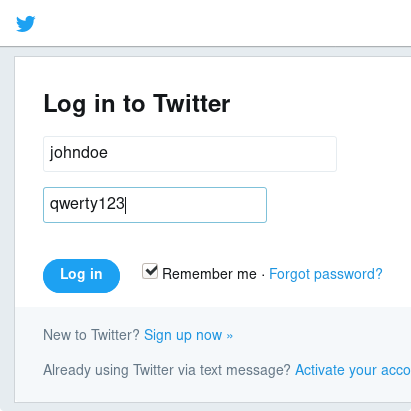 Log in to Twitter
johndoe
qwerty123
Log in Remember me · Forgot password?
New to Twitter? Sign up now »
Already using Twitter via text message? Activate your acco